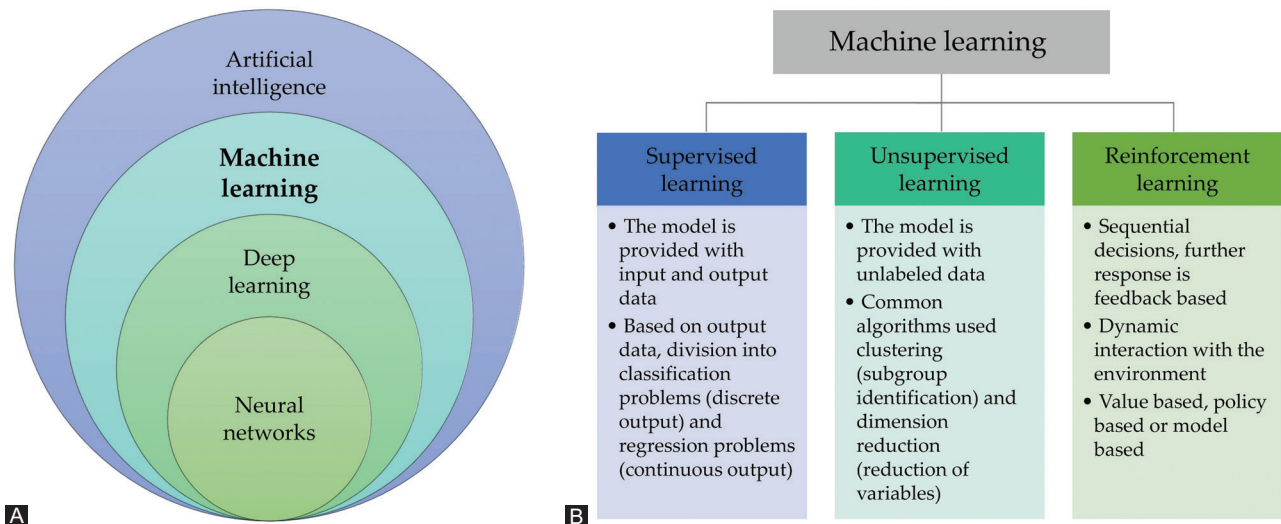 Artificial
intelligence
Machine
learning
Deep
learning
Neural
networks
A
Machine learning
Supervised
learning
• The model is
provided with
input and output
data
• Based on output
data, division into
classification
problems (discrete
output) and
regression problems
(continuous output)
Unsupervised
learning
• The model is
provided with
unlabeled data
• Common
algorithms used
clustering
(subgroup
identification) and
dimension
reduction
(reduction of
variables)
Reinforcement
learning
• Sequential
decisions, further
response is
feedback based
• Dynamic
interaction with the
environment
• Value based, policy
based or model
based
B